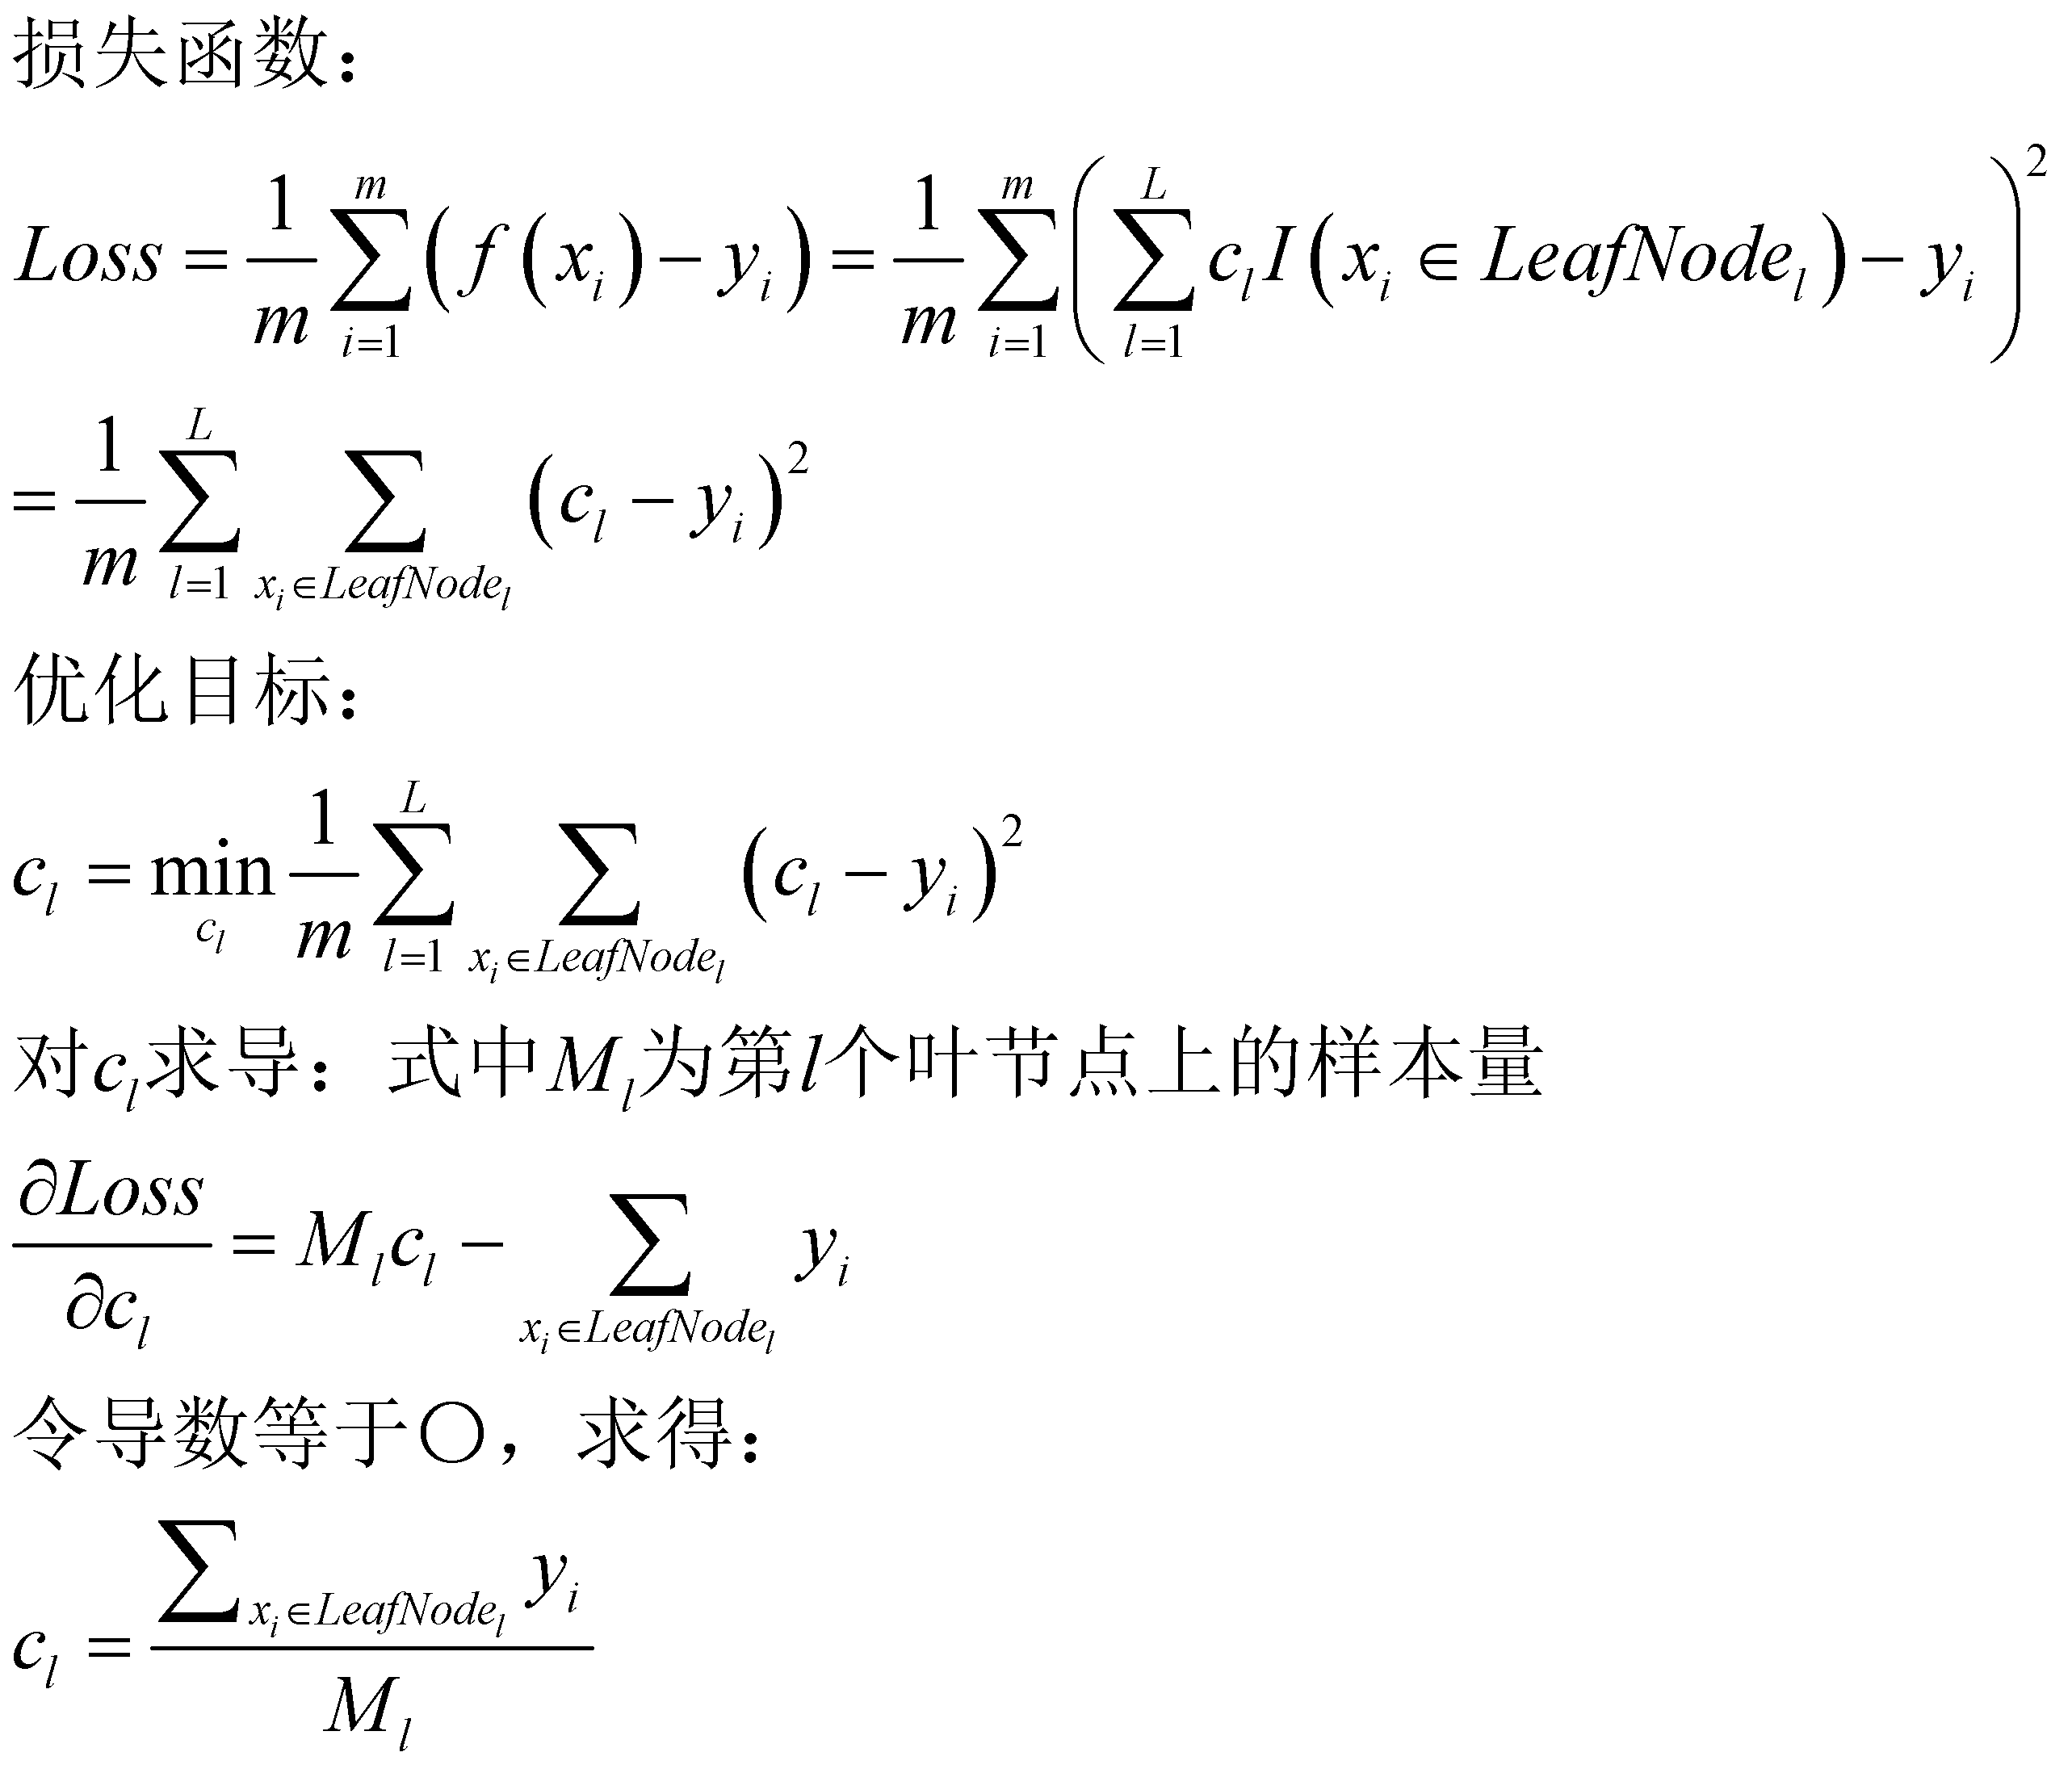 损失函数：
$Loss = \frac{1}{m}\sum_{i=1}^{m}\left(f\left(x_i\right) - y_i\right) = \frac{1}{m}\sum_{i=1}^{m}\left(\sum_{l=1}^{L} c_l I\left(x_i \in LeafNode_l\right) - y_i\right)^2$
$= \frac{1}{m}\sum_{l=1}^{L}\sum_{x_i \in LeafNode_l}\left(c_l - y_i\right)^2$
优化目标：
$c_l = \min_{c_l}\frac{1}{m}\sum_{l=1}^{L}\sum_{x_i \in LeafNode_l}\left(c_l - y_i\right)^2$
对$c_l$求导：式中$M_l$为第$l$个叶节点上的样本量
$\frac{\partial Loss}{\partial c_l} = M_l c_l - \sum_{x_i \in LeafNode_l} y_i$
令导数等于〇，求得：
$c_l = \frac{\sum_{x_i \in LeafNode_l} y_i}{M_l}$